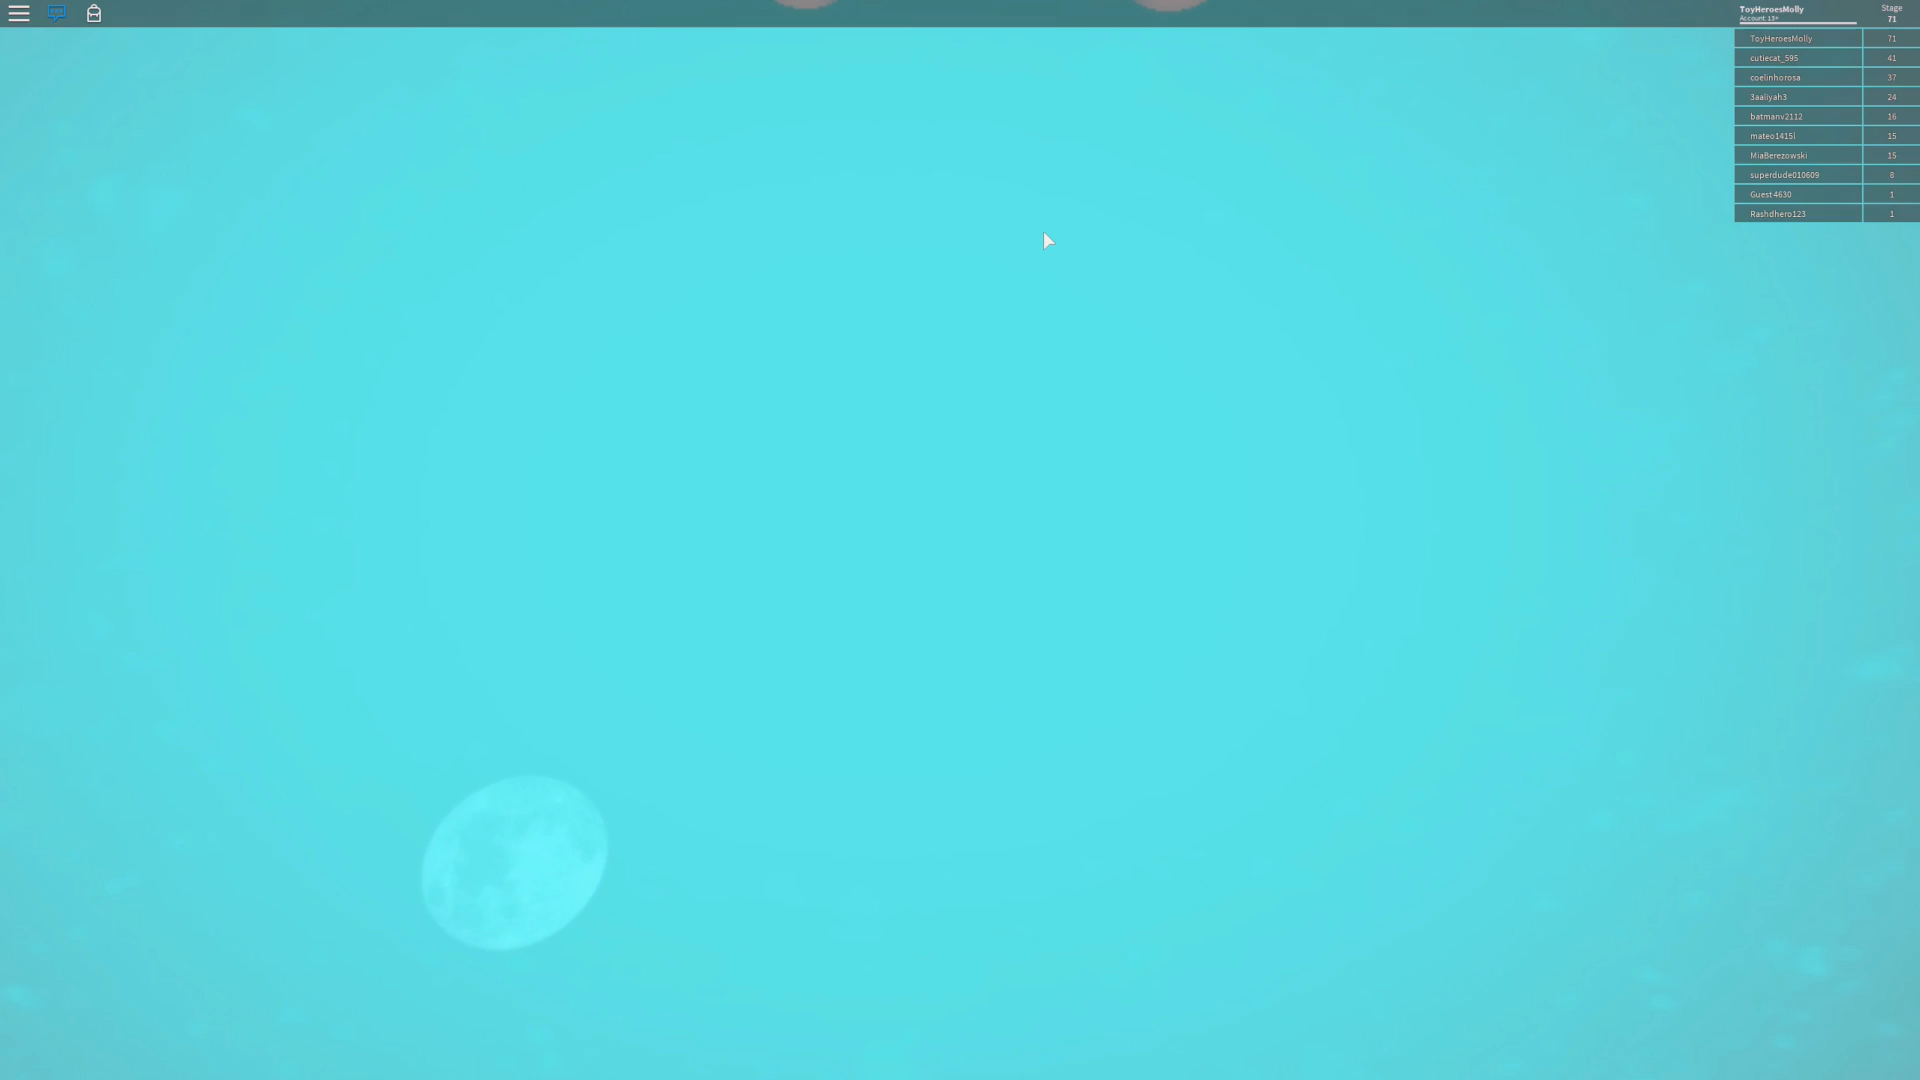 ToyHeroesMolly Stage
Account: 13+ 71
ToyHeroesMolly 71
cutiecat_595 41
coelinhorosa 37
3aaliyah3 24
batmanv2112 16
mateo1415l 15
MiaBerezowski 15
superdude010609 8
Guest 4630 1
Rashdhero123 1